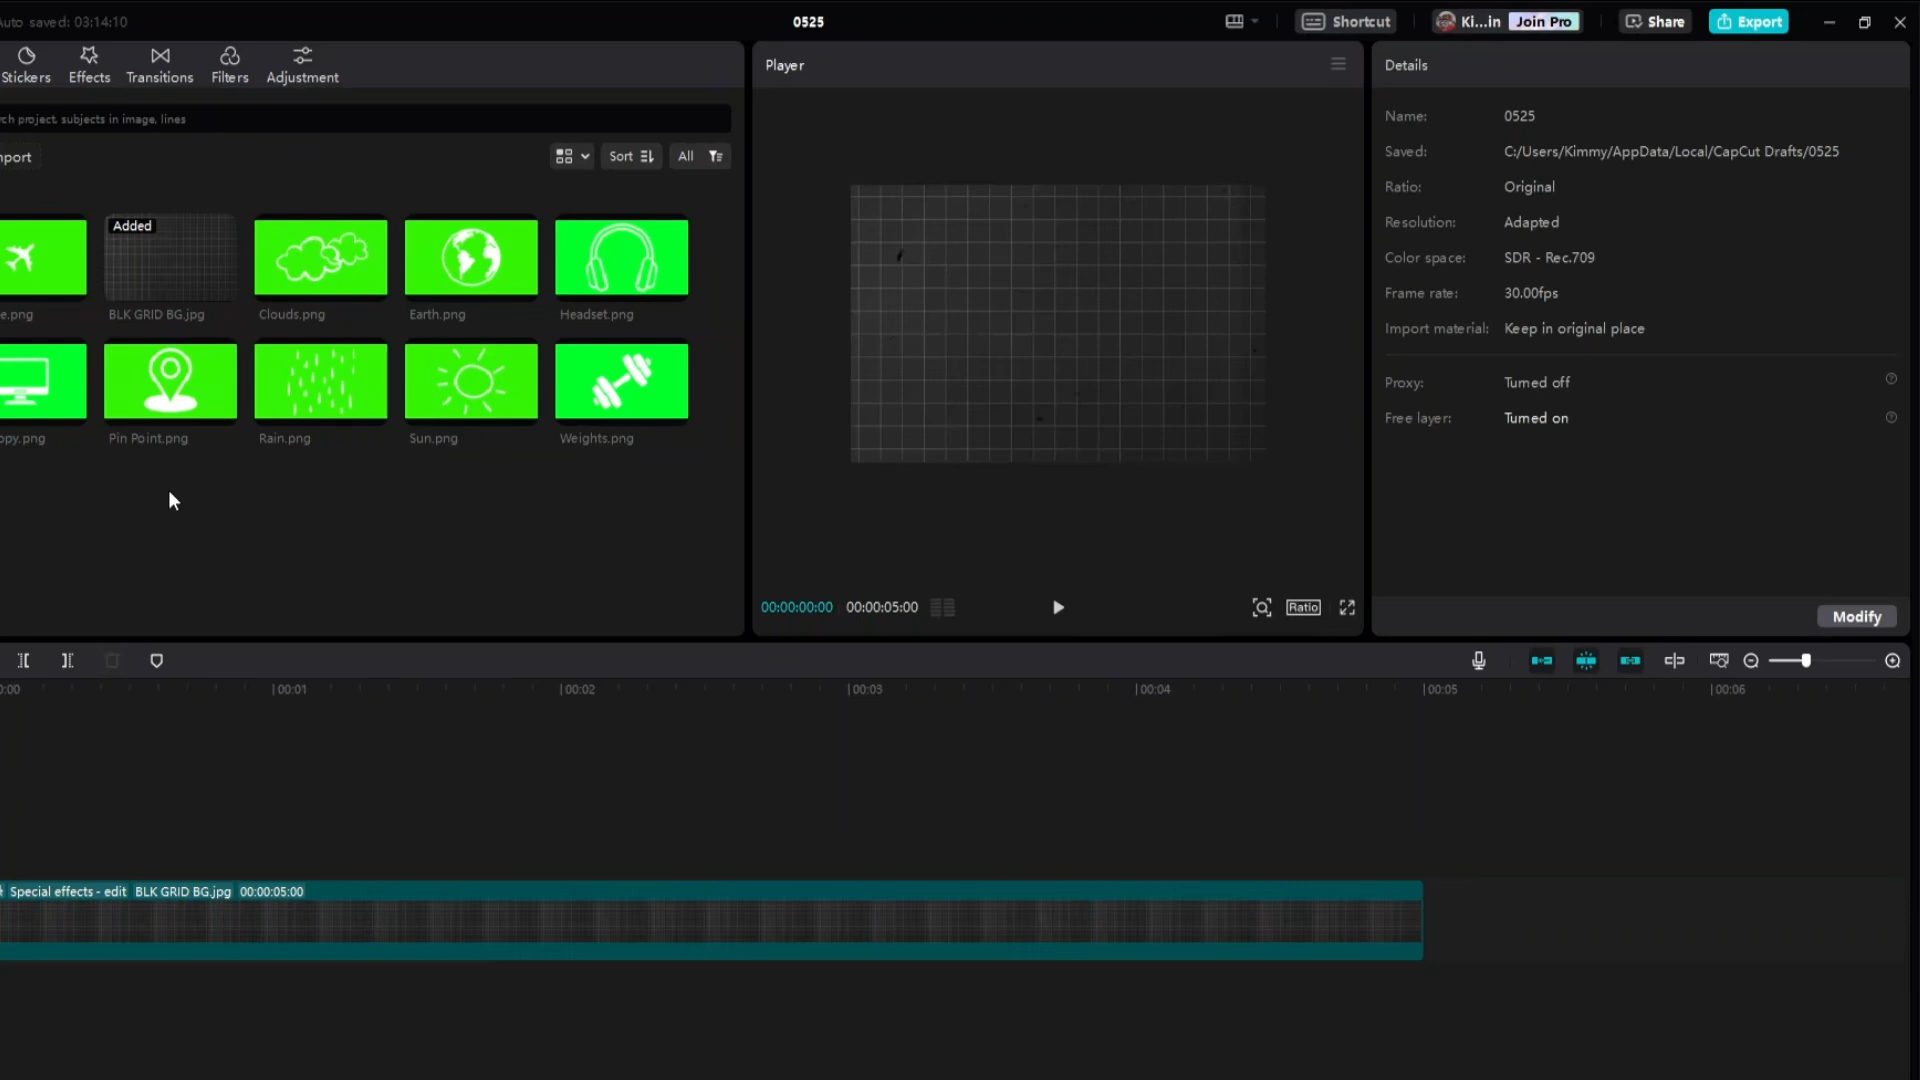 Auto saved: 03:14:10
0525
Shortcut
Ki...in
Join Pro
Share
Export
Stickers
Effects
Transitions
Filters
Adjustment
Player
Details
rch project, subjects in image, lines
mport
Sort
All
Added
e.png
BLK GRID BG.jpg
Clouds.png
Earth.png
Headset.png
opy.png
Pin Point.png
Rain.png
Sun.png
Weights.png
00:00:00:00
00:00:05:00
Ratio
Name: 0525
Saved: C:/Users/Kimmy/AppData/Local/CapCut Drafts/0525
Ratio: Original
Resolution: Adapted
Color space: SDR - Rec.709
Frame rate: 30.00fps
Import material: Keep in original place
Proxy: Turned off
Free layer: Turned on
Modify
0:00 |00:01 |00:02 |00:03 |00:04 |00:05 |00:06
Special effects - edit BLK GRID BG.jpg 00:00:05:00